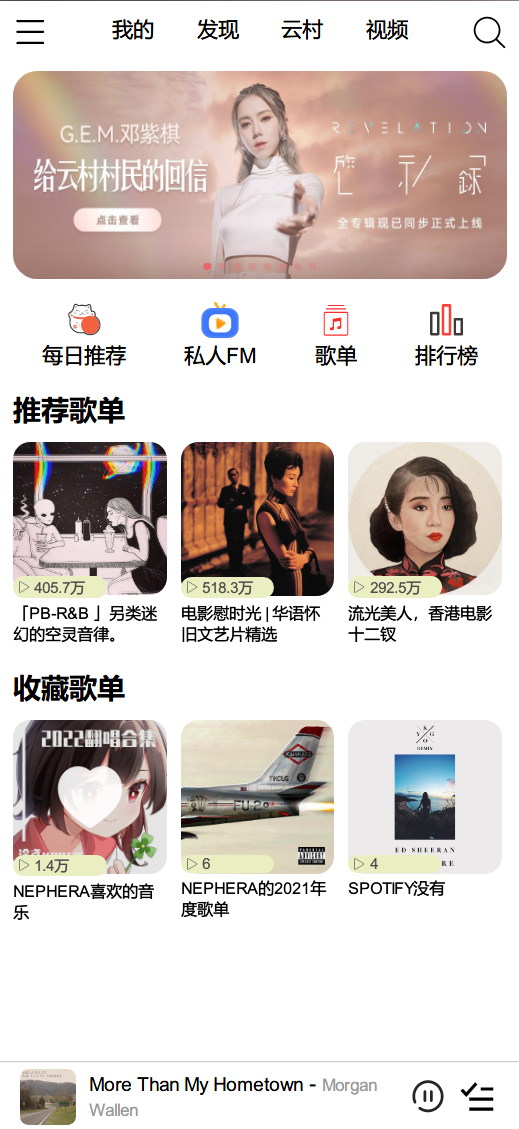 我的 发现 云村 视频
G.E.M.邓紫棋
给云村村民的回信
点击查看
REVELATION
启示录
全专辑现已同步正式上线
每日推荐 私人FM 歌单 排行榜
推荐歌单
405.7万 518.3万 292.5万
「PB-R&B 」另类迷
幻的空灵音律。
电影慰时光 | 华语怀
旧文艺片精选
流光美人，香港电影
十二钗
收藏歌单
2022翻唱合集
FU-2
PARENTAL
ADVISORY
KYGO
REMIX
ED SHEERAN
RE
1.4万 6 4
NEPHERA喜欢的音
乐
NEPHERA的2021年
度歌单
SPOTIFY没有
More Than My Hometown - Morgan
Wallen